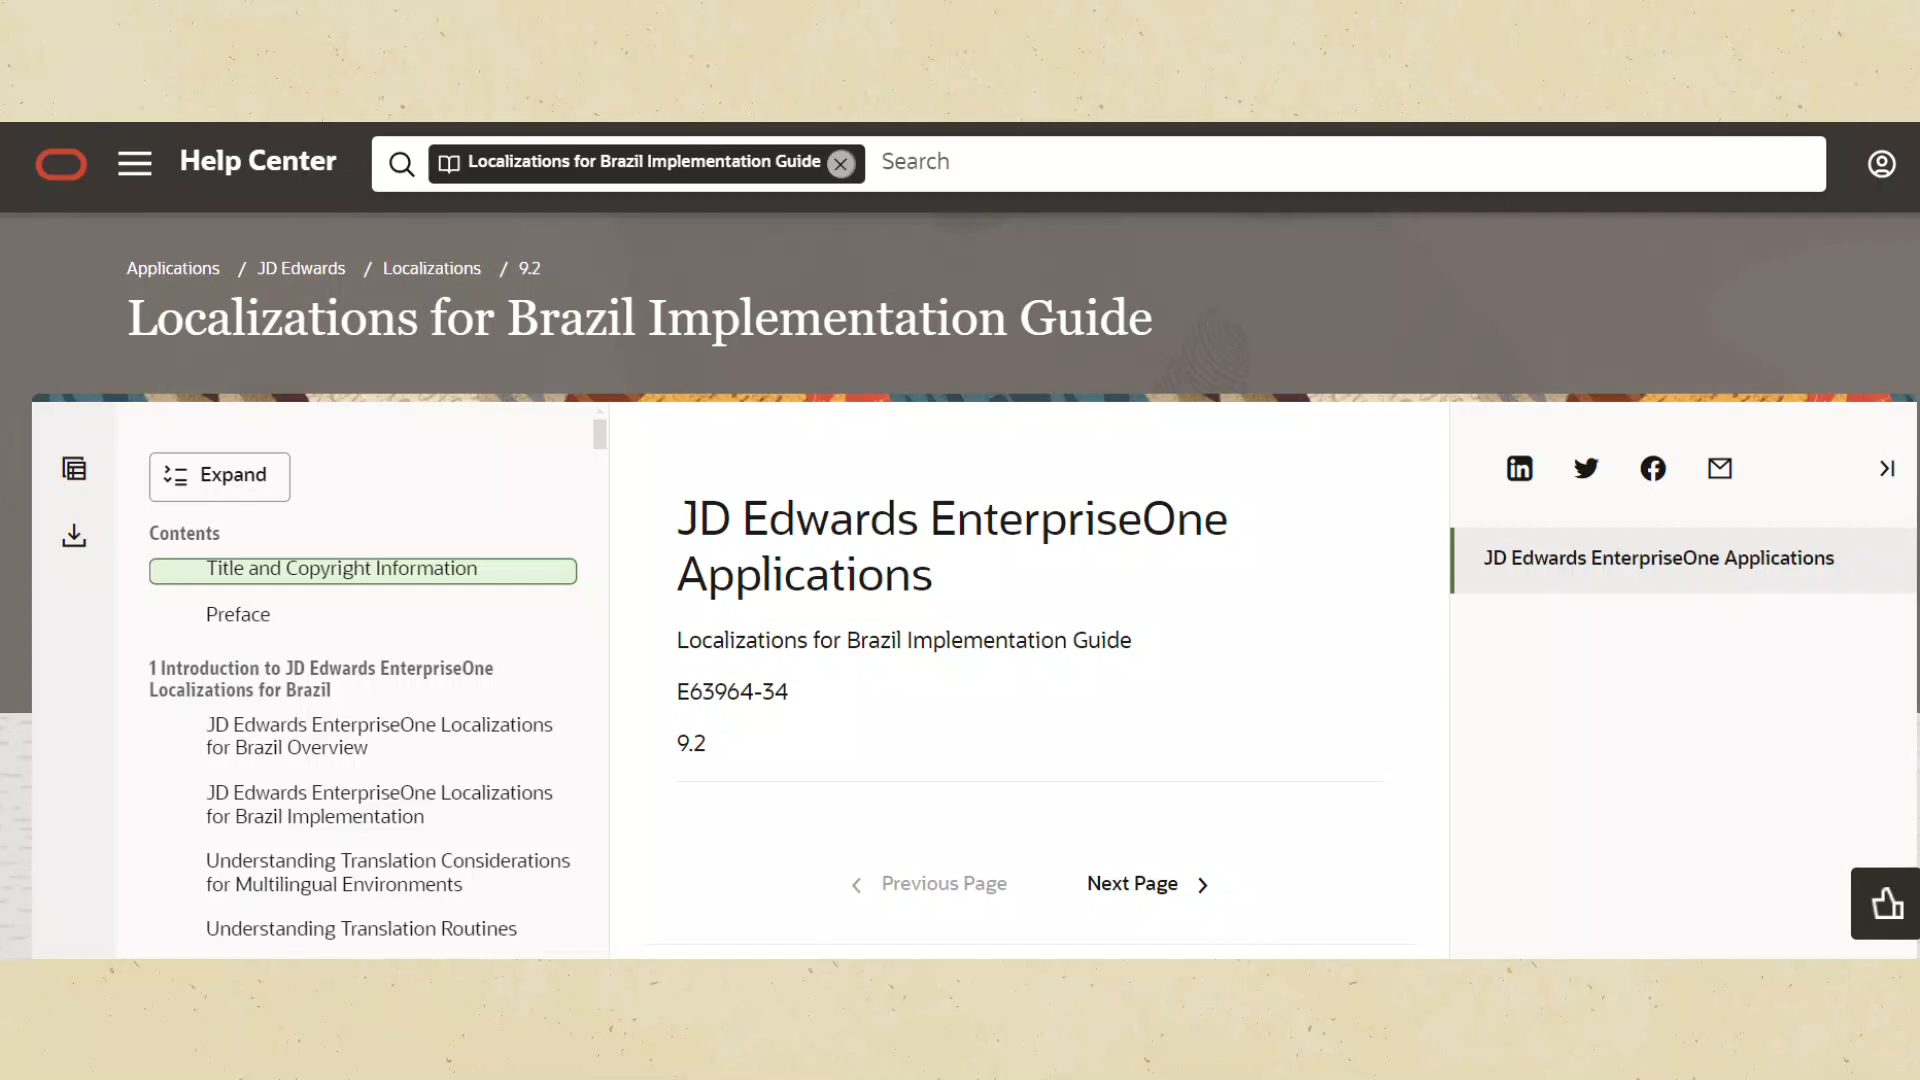 Help Center
Localizations for Brazil Implementation Guide
Search
Applications / JD Edwards / Localizations / 9.2
Localizations for Brazil Implementation Guide
Expand
Contents
Title and Copyright Information
Preface
1 Introduction to JD Edwards EnterpriseOne
Localizations for Brazil
JD Edwards EnterpriseOne Localizations
for Brazil Overview
JD Edwards EnterpriseOne Localizations
for Brazil Implementation
Understanding Translation Considerations
for Multilingual Environments
Understanding Translation Routines
JD Edwards EnterpriseOne
Applications
Localizations for Brazil Implementation Guide
E63964-34
9.2
Previous Page
Next Page
JD Edwards EnterpriseOne Applications